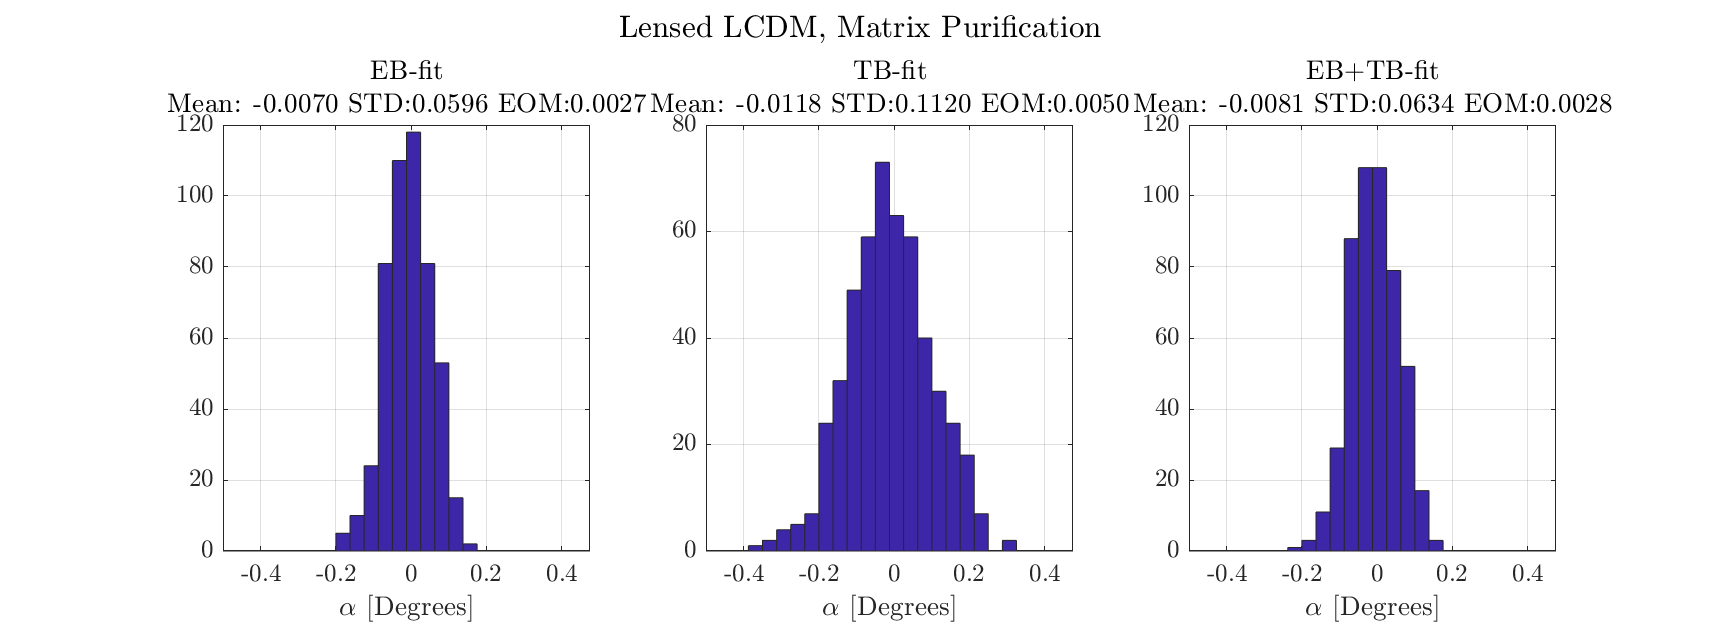 Lensed LCDM, Matrix Purification
EB-fit
Mean: -0.0070 STD:0.0596 EOM:0.0027
120
100
80
60
40
20
0
-0.4 -0.2 0 0.2 0.4
α [Degrees]
TB-fit
Mean: -0.0118 STD:0.1120 EOM:0.0050
80
60
40
20
0
-0.4 -0.2 0 0.2 0.4
α [Degrees]
EB+TB-fit
Mean: -0.0081 STD:0.0634 EOM:0.0028
120
100
80
60
40
20
0
-0.4 -0.2 0 0.2 0.4
α [Degrees]